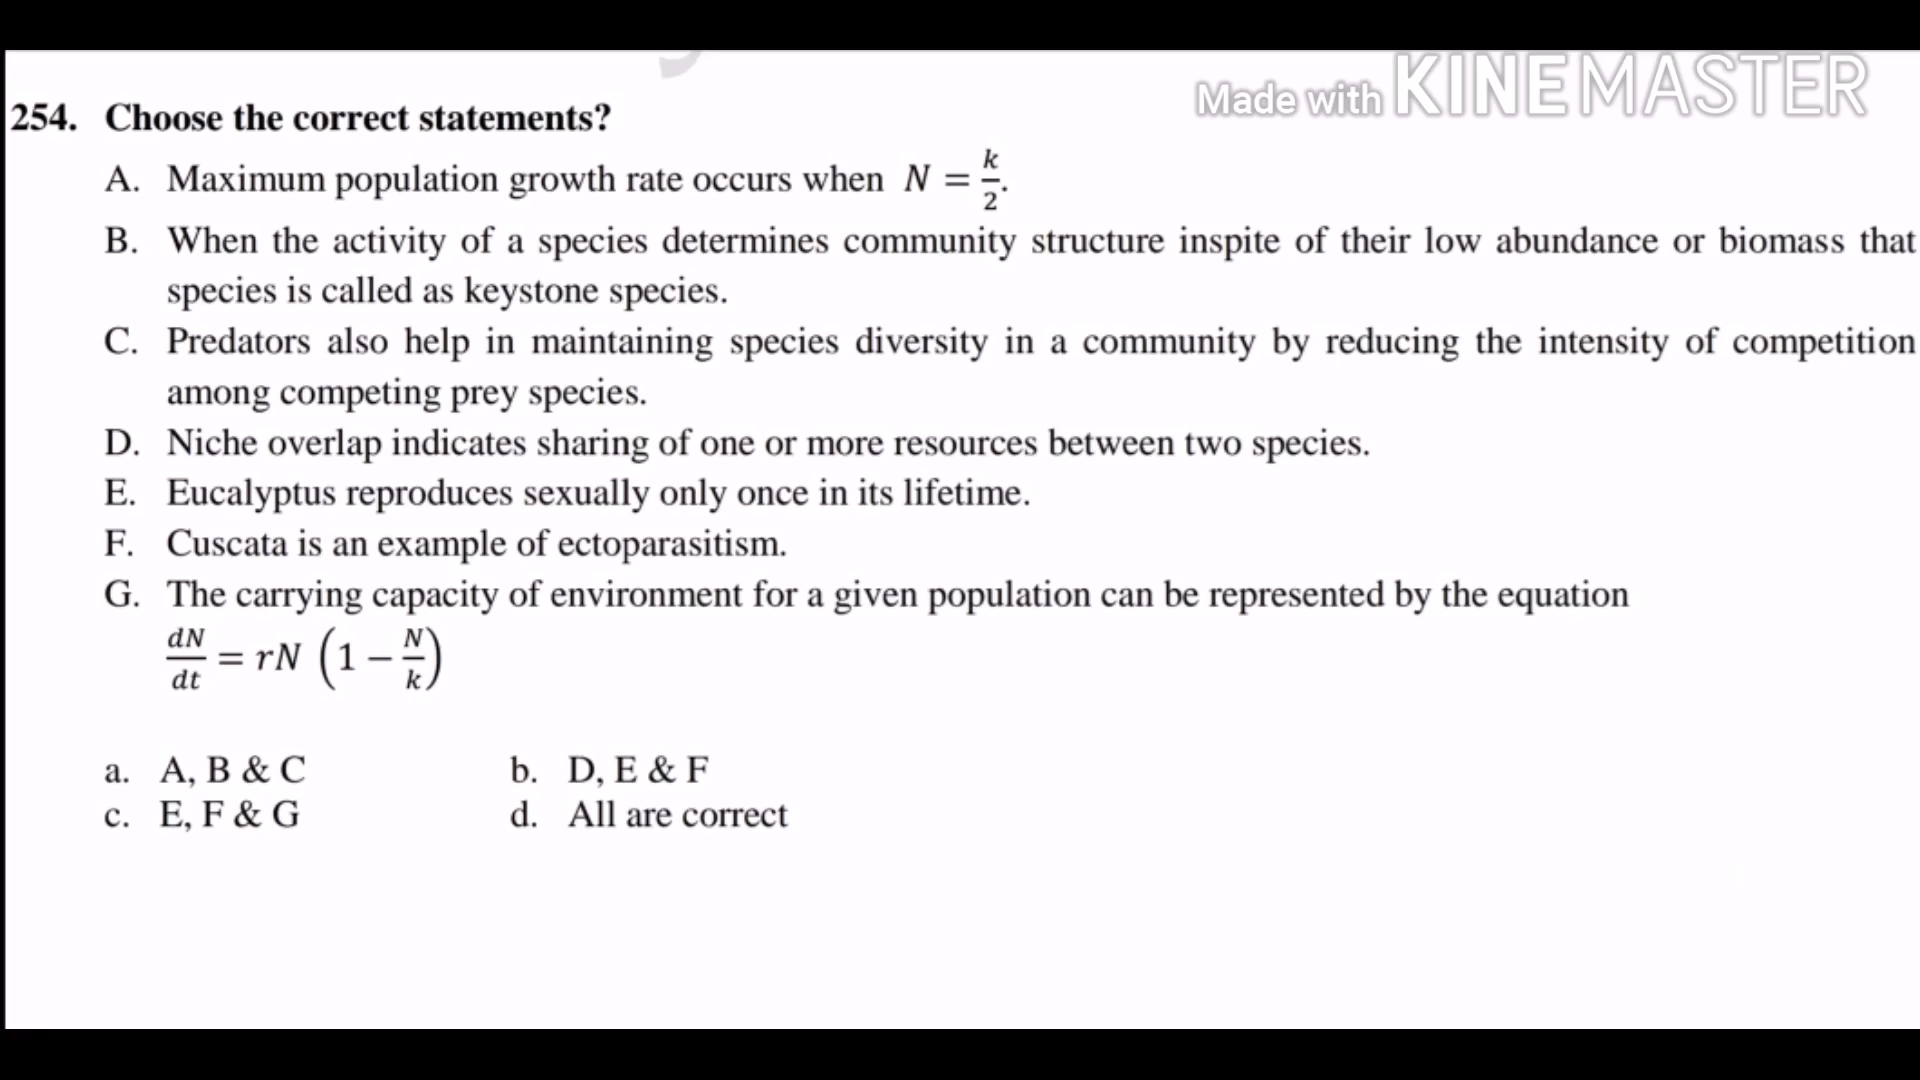 Made with KINEMASTER
254. Choose the correct statements?
A. Maximum population growth rate occurs when N = k/2.
B. When the activity of a species determines community structure inspite of their low abundance or biomass that
species is called as keystone species.
C. Predators also help in maintaining species diversity in a community by reducing the intensity of competition
among competing prey species.
D. Niche overlap indicates sharing of one or more resources between two species.
E. Eucalyptus reproduces sexually only once in its lifetime.
F. Cuscata is an example of ectoparasitism.
G. The carrying capacity of environment for a given population can be represented by the equation
dN/dt = rN (1 − N/k)
a. A, B & C b. D, E & F
c. E, F & G d. All are correct